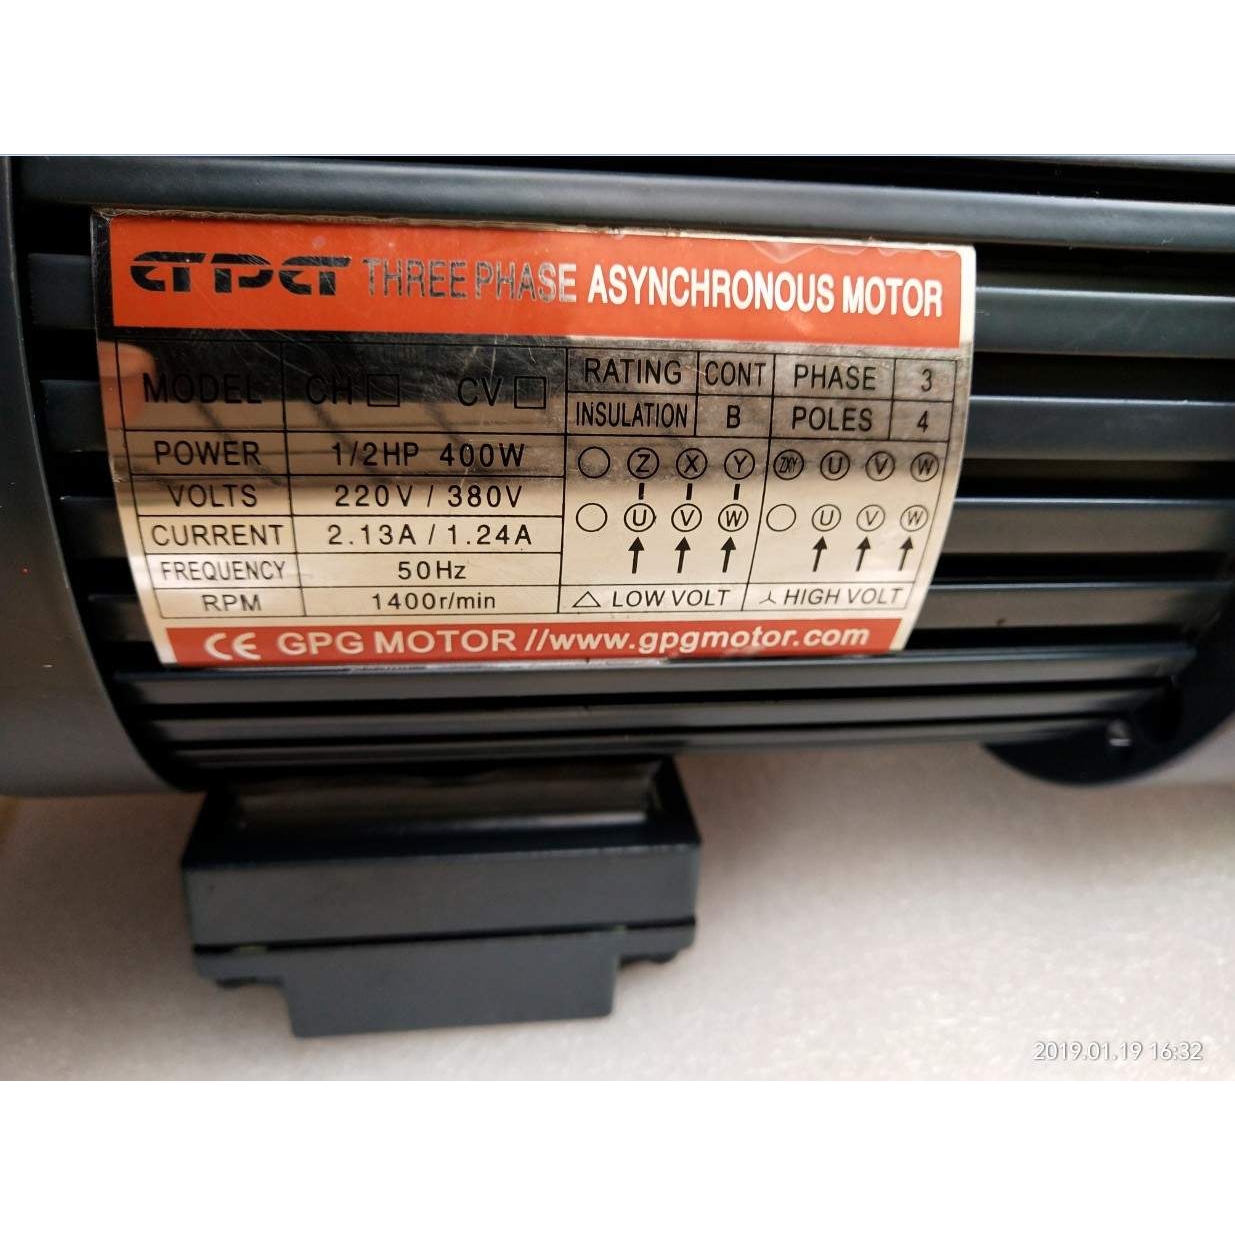 GPG THREE PHASE ASYNCHRONOUS MOTOR
MODEL CH□ CV□ RATING CONT PHASE 3
INSULATION B POLES 4
POWER 1/2HP 400W
VOLTS 220V / 380V
CURRENT 2.13A / 1.24A
FREQUENCY 50Hz
RPM 1400r/min
Z X Y ZXY U V W
U V W U V W
△ LOW VOLT 人 HIGH VOLT
CE GPG MOTOR //www.gpgmotor.com
2019.01.19 16:32